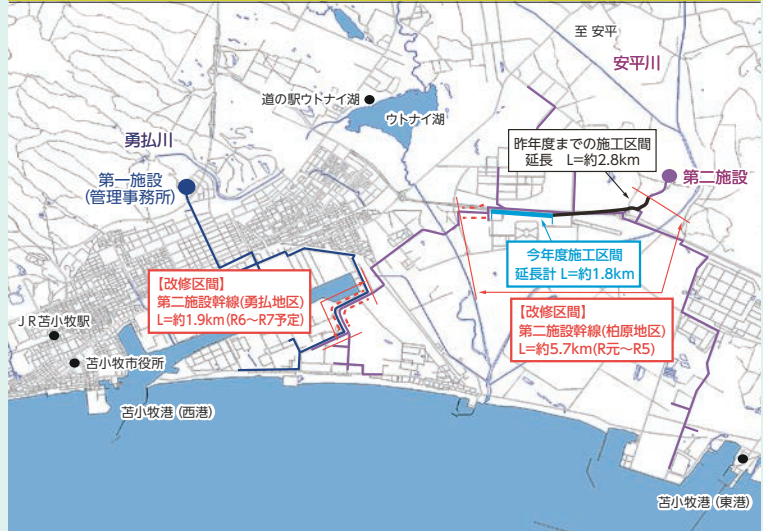 至 安平
安平川
道の駅ウトナイ湖
ウトナイ湖
勇払川
昨年度までの施工区間
延長 L=約2.8km
第一施設
(管理事務所)
第二施設
今年度施工区間
延長計 L=約1.8km
【改修区間】
第二施設幹線(勇払地区)
L=約1.9km(R6～R7予定)
【改修区間】
第二施設幹線(柏原地区)
L=約5.7km(R元～R5)
JR苫小牧駅
苫小牧市役所
苫小牧港(西港)
苫小牧港(東港)